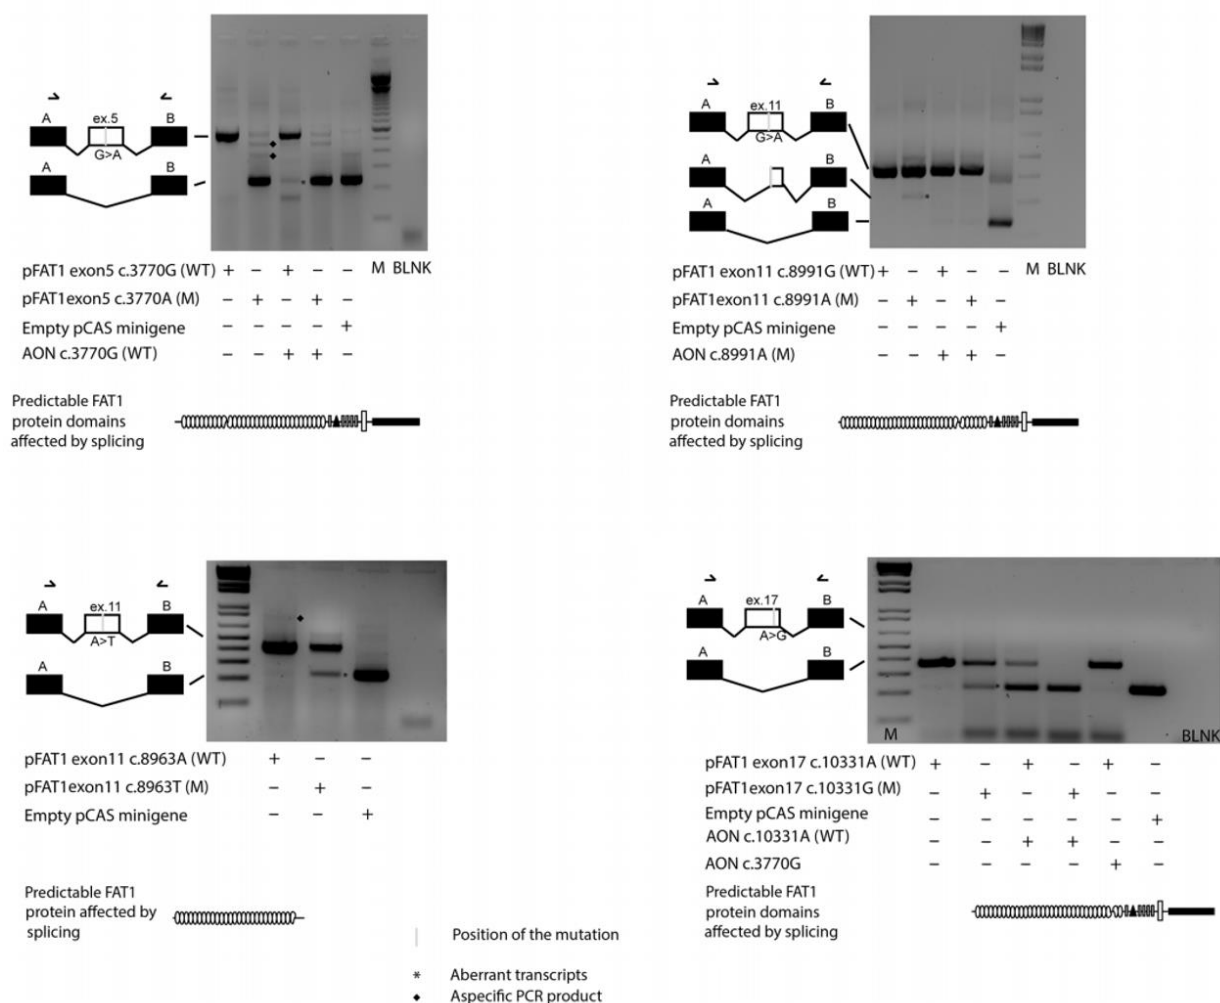 A ex.5 B
G>A
A B
pFAT1 exon5 c.3770G (WT) + − + − − M BLNK
pFAT1exon5 c.3770A (M) − + − + −
Empty pCAS minigene − − − − +
AON c.3770G (WT) − − + + −
Predictable FAT1
protein domains
affected by splicing
A ex.11 B
G>A
A B
A B
pFAT1 exon11 c.8991G (WT) + − + − − M BLNK
pFAT1exon11 c.8991A (M) − + − + −
Empty pCAS minigene − − − − +
AON c.8991A (M) − − + + −
Predictable FAT1
protein domains
affected by splicing
A ex.11 B
A>T
A B
pFAT1 exon11 c.8963A (WT) + − −
pFAT1exon11 c.8963T (M) − + −
Empty pCAS minigene − − +
Predictable FAT1
protein affected by
splicing
A ex.17 B
A>G
A B
M BLNK
pFAT1 exon17 c.10331A (WT) + − + − + −
pFAT1exon17 c.10331G (M) − + − + − −
Empty pCAS minigene − − − − − +
AON c.10331A (WT) − − + + − −
AON c.3770G − − − − + −
Predictable FAT1
protein domains
affected by splicing
Position of the mutation
* Aberrant transcripts
◆ Aspecific PCR product